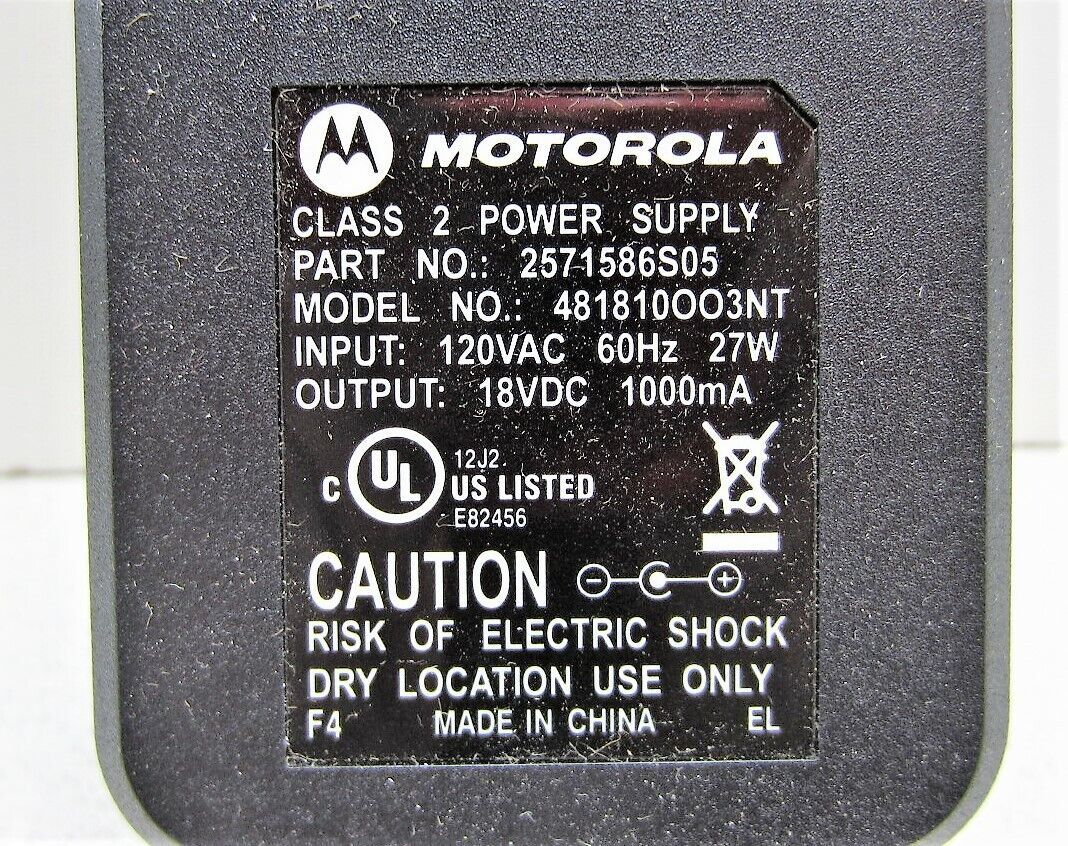 MOTOROLA
CLASS 2 POWER SUPPLY
PART NO.: 2571586S05
MODEL NO.: 481810OO3NT
INPUT: 120VAC 60Hz 27W
OUTPUT: 18VDC 1000mA
12J2
C UL US LISTED
E82456
CAUTION
RISK OF ELECTRIC SHOCK
DRY LOCATION USE ONLY
F4 MADE IN CHINA EL